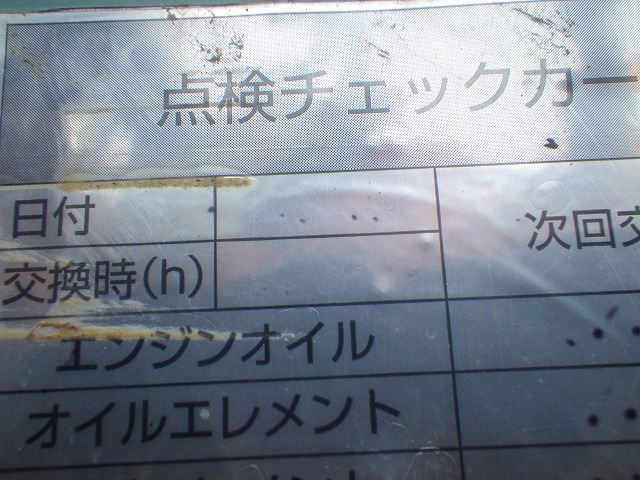 点検チェックカー
日付
次回交
交換時(h)
エンジンオイル
オイルエレメント